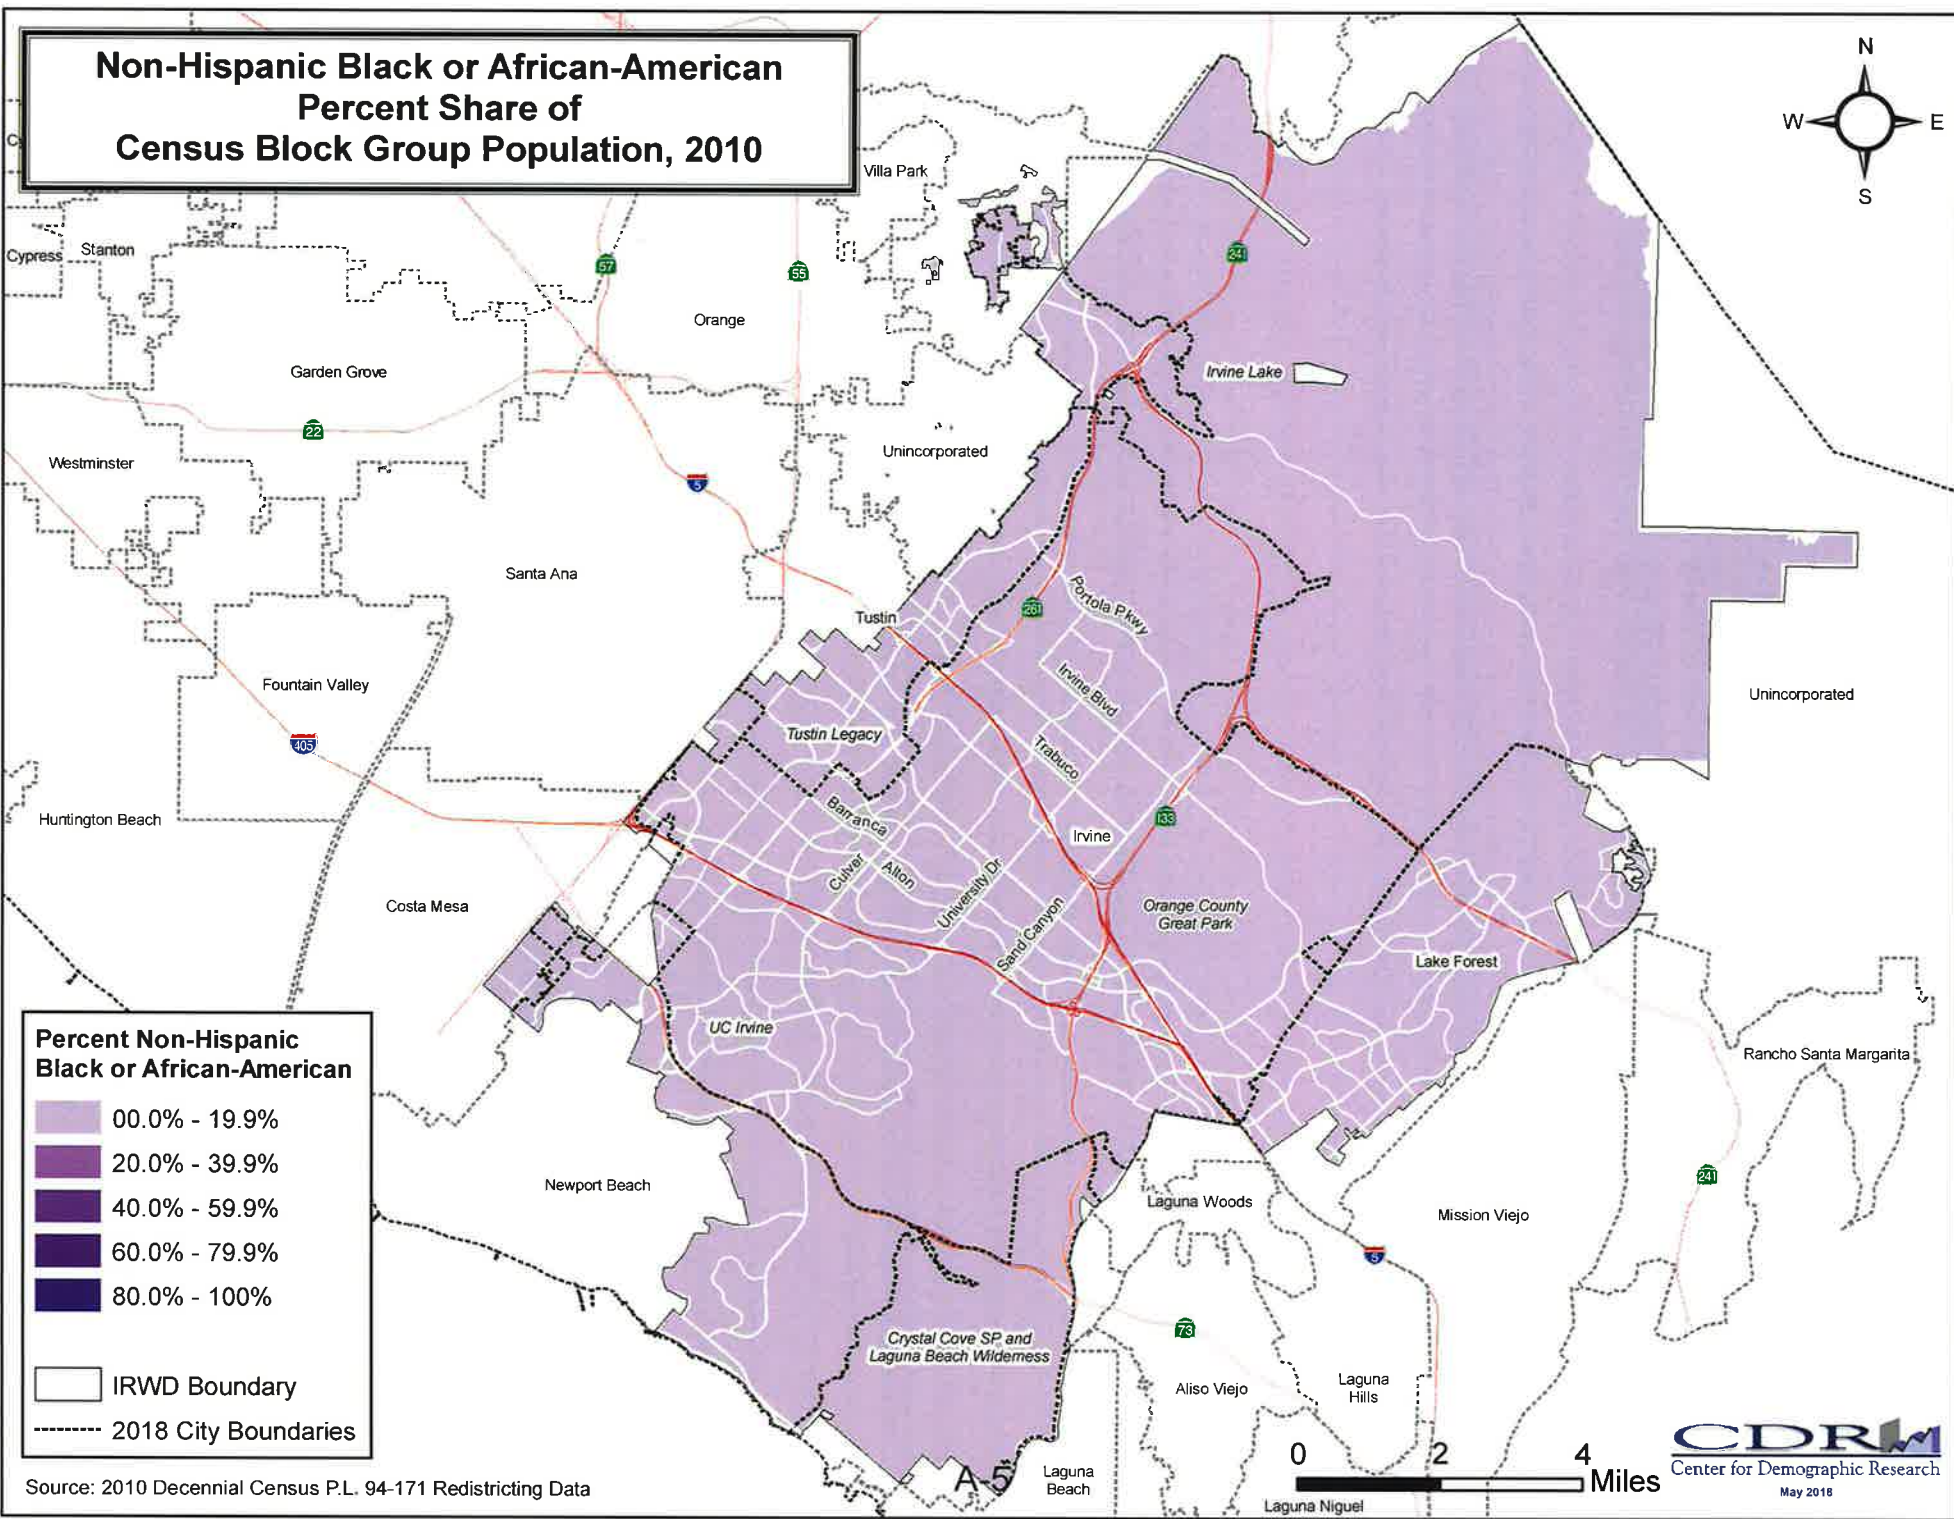 Non-Hispanic Black or African-American
Percent Share of
Census Block Group Population, 2010
N
W
E
S
Villa Park
Cypress
Stanton
57
55
241
Orange
Garden Grove
Irvine Lake
22
Unincorporated
Westminster
5
Santa Ana
Portola Pkwy
261
Tustin
Irvine Blvd
Fountain Valley
Unincorporated
Tustin Legacy
405
Trabuco
Barranca
133
Huntington Beach
Irvine
Culver
Alton
University Dr
Costa Mesa
Orange County
Great Park
Sand Canyon
Lake Forest
UC Irvine
Rancho Santa Margarita
Newport Beach
Laguna Woods
241
Mission Viejo
5
73
Crystal Cove SP and
Laguna Beach Wilderness
Aliso Viejo
Laguna
Hills
Percent Non-Hispanic
Black or African-American
00.0% - 19.9%
20.0% - 39.9%
40.0% - 59.9%
60.0% - 79.9%
80.0% - 100%
IRWD Boundary
2018 City Boundaries
Source: 2010 Decennial Census P.L. 94-171 Redistricting Data
A-5
Laguna
Beach
0 2 4
Miles
Laguna Niguel
CDR
Center for Demographic Research
May 2018